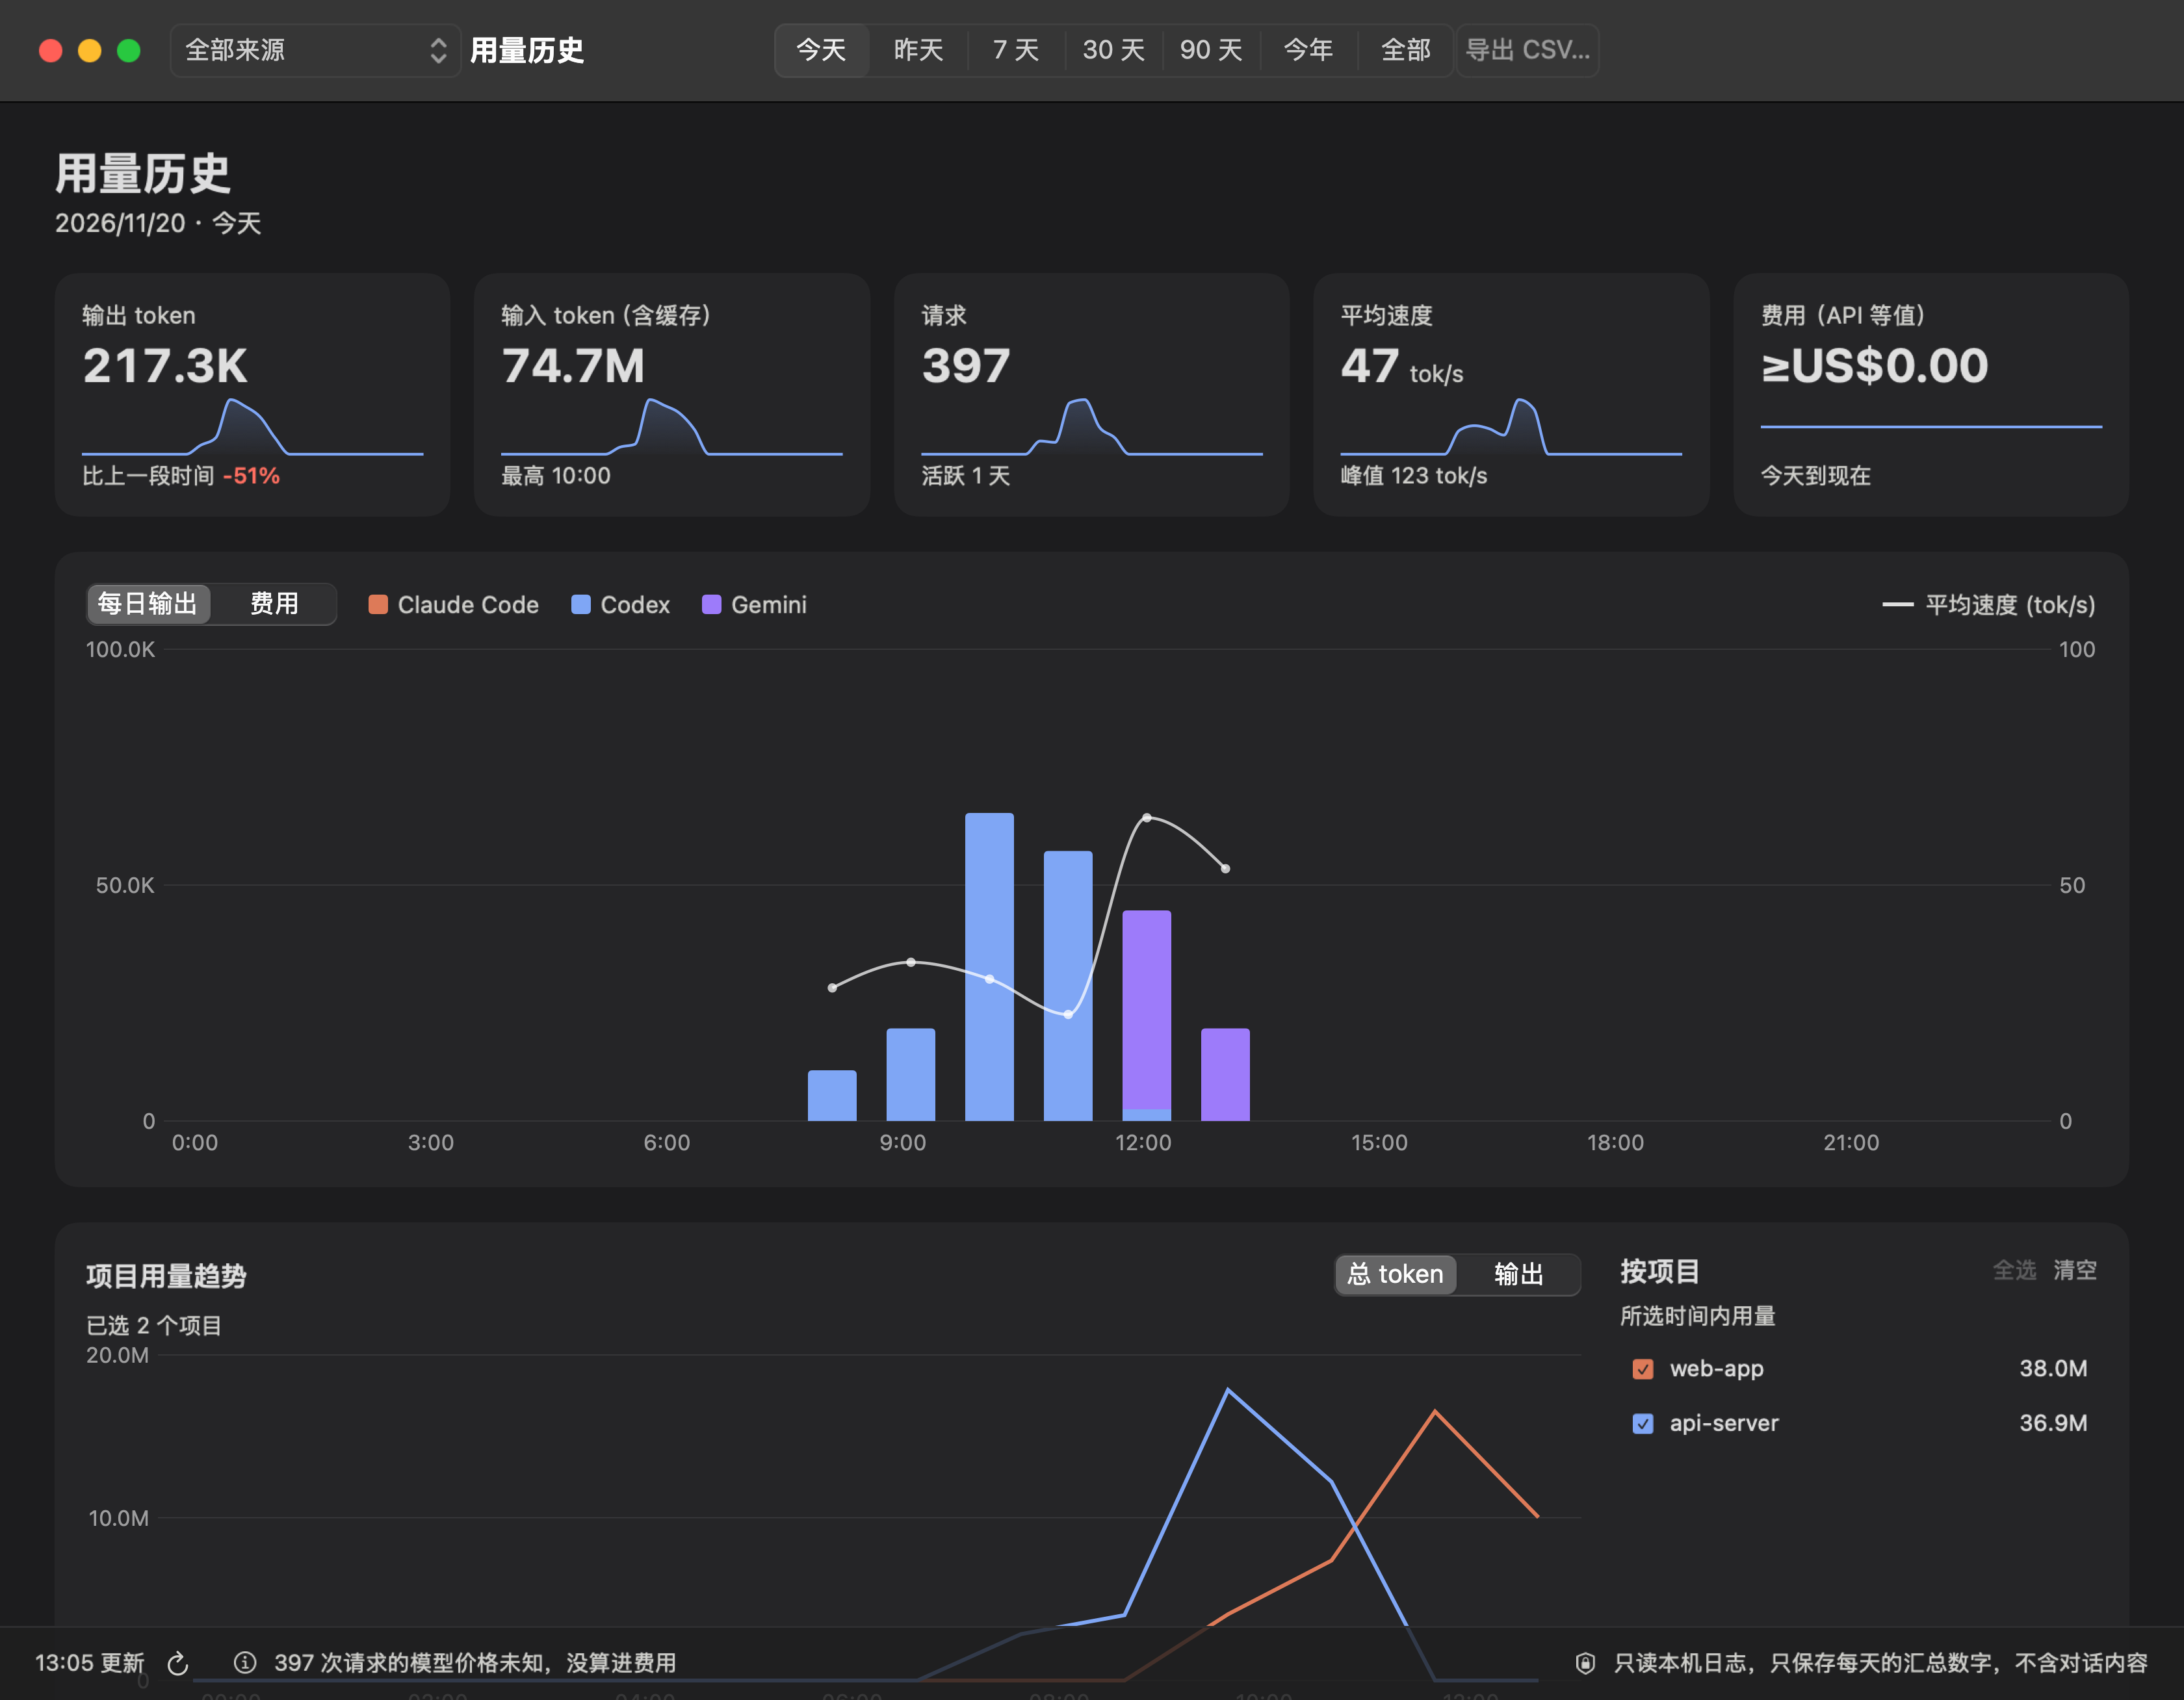 全部来源
用量历史
今天 昨天 7 天 30 天 90 天 今年 全部
导出 CSV...
用量历史
2026/11/20 · 今天
输出 token
217.3K
比上一段时间 -51%
输入 token (含缓存)
74.7M
最高 10:00
请求
397
活跃 1 天
平均速度
47 tok/s
峰值 123 tok/s
费用（API 等值）
≥US$0.00
今天到现在
每日输出 费用
Claude Code Codex Gemini
平均速度 (tok/s)
100.0K 100
50.0K 50
0 0
0:00 3:00 6:00 9:00 12:00 15:00 18:00 21:00
项目用量趋势
总 token 输出
已选 2 个项目
20.0M
10.0M
0
按项目
全选 清空
所选时间内用量
web-app 38.0M
api-server 36.9M
13:05 更新
397 次请求的模型价格未知，没算进费用
只读本机日志，只保存每天的汇总数字，不含对话内容